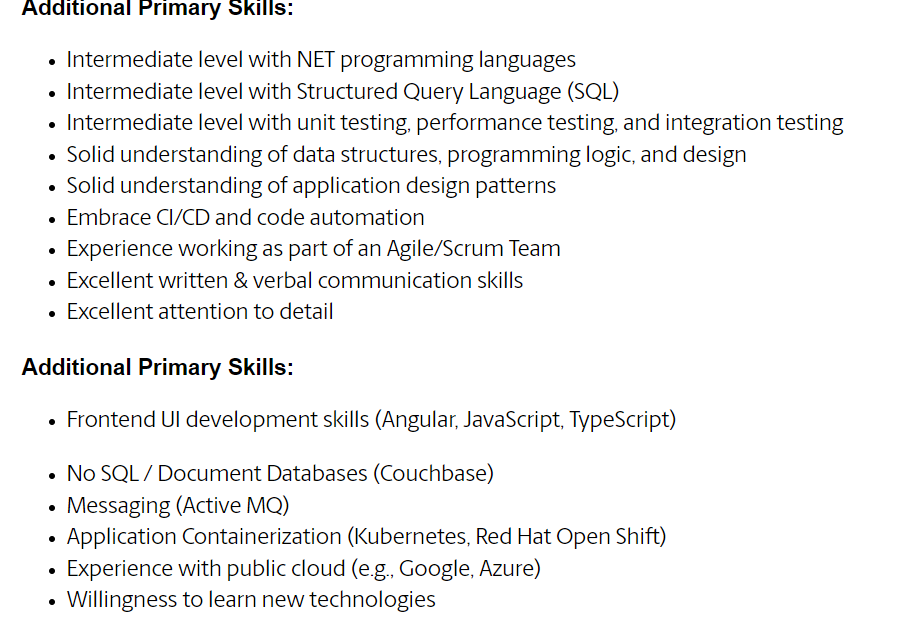 Additional Primary Skills:
• Intermediate level with NET programming languages
• Intermediate level with Structured Query Language (SQL)
• Intermediate level with unit testing, performance testing, and integration testing
• Solid understanding of data structures, programming logic, and design
• Solid understanding of application design patterns
• Embrace CI/CD and code automation
• Experience working as part of an Agile/Scrum Team
• Excellent written & verbal communication skills
• Excellent attention to detail
Additional Primary Skills:
• Frontend UI development skills (Angular, JavaScript, TypeScript)
• No SQL / Document Databases (Couchbase)
• Messaging (Active MQ)
• Application Containerization (Kubernetes, Red Hat Open Shift)
• Experience with public cloud (e.g., Google, Azure)
• Willingness to learn new technologies